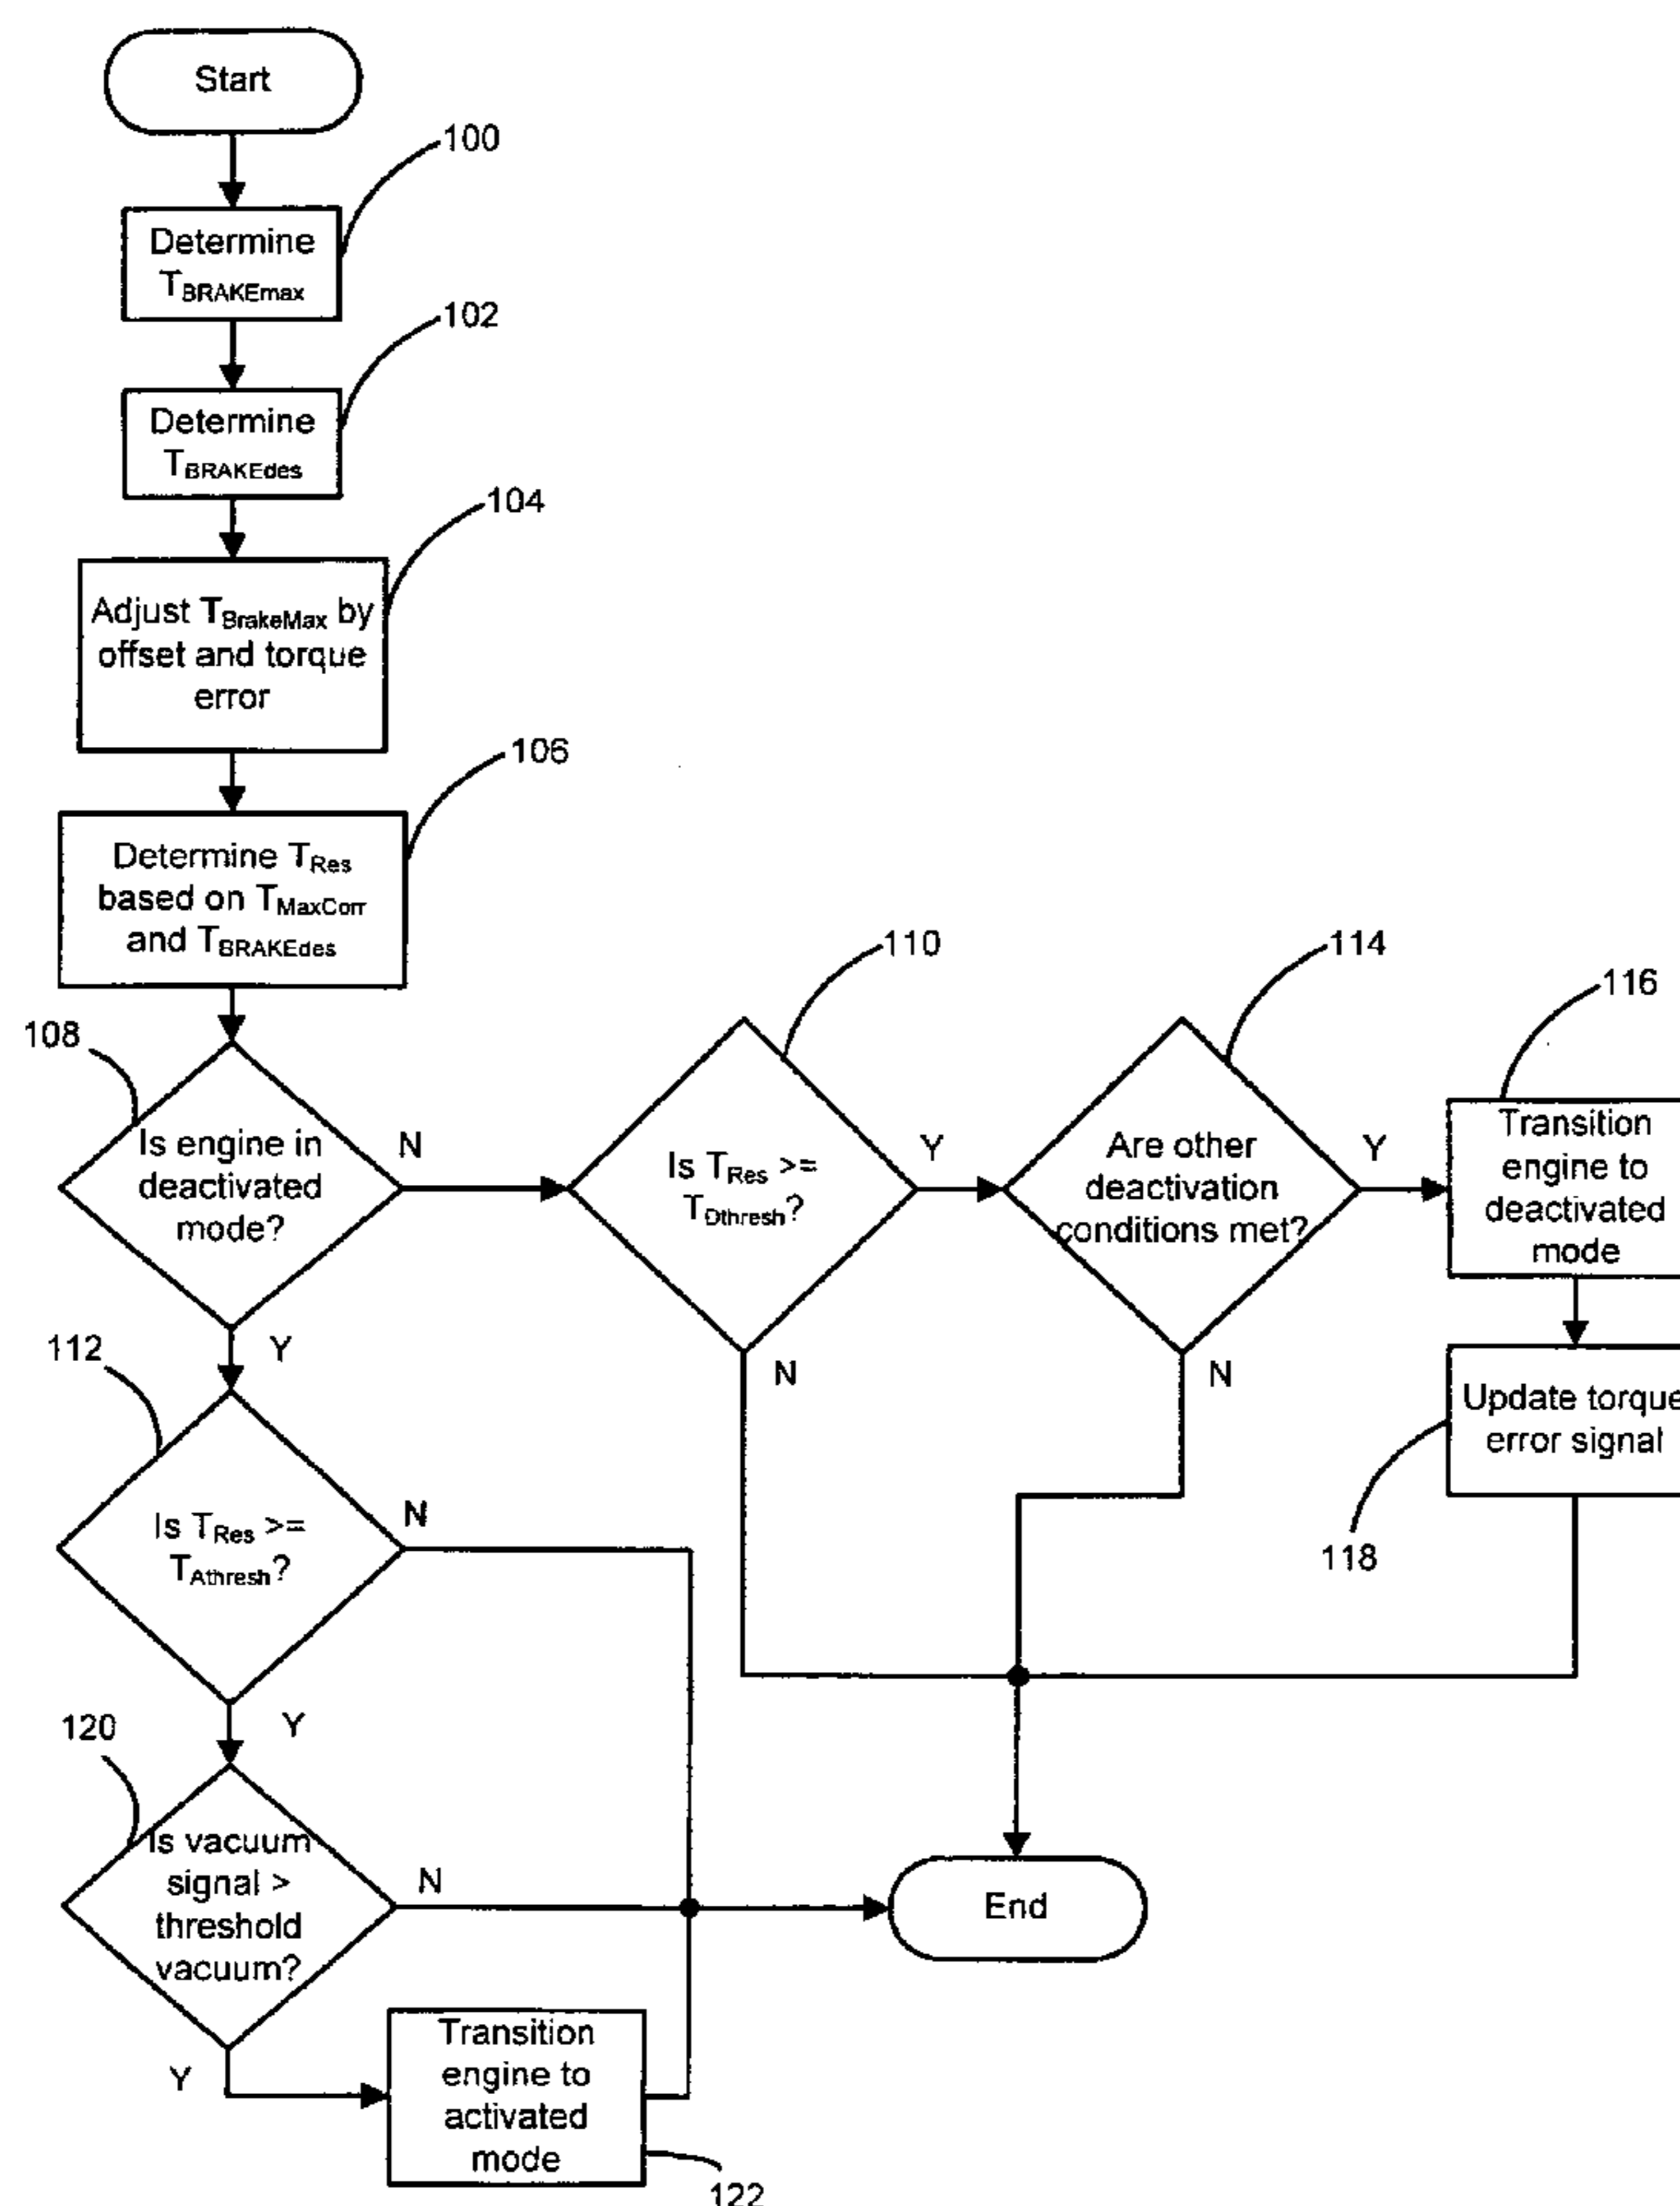 Start
100
Determine
TBRAKEmax
102
Determine
TBRAKEdes
104
Adjust TBrakeMax by
offset and torque
error
106
Determine TRes
based on TMaxCorr
and TBRAKEdes
108
Is engine in
deactivated
mode?
N
Y
110
Is TRes >=
TDthresh?
Y
N
114
Are other
deactivation
conditions met?
Y
N
116
Transition
engine to
deactivated
mode
118
Update torque
error signal
112
Is TRes >=
TAthresh?
N
Y
120
Is vacuum
signal >
threshold
vacuum?
N
Y
End
Transition
engine to
activated
mode
122